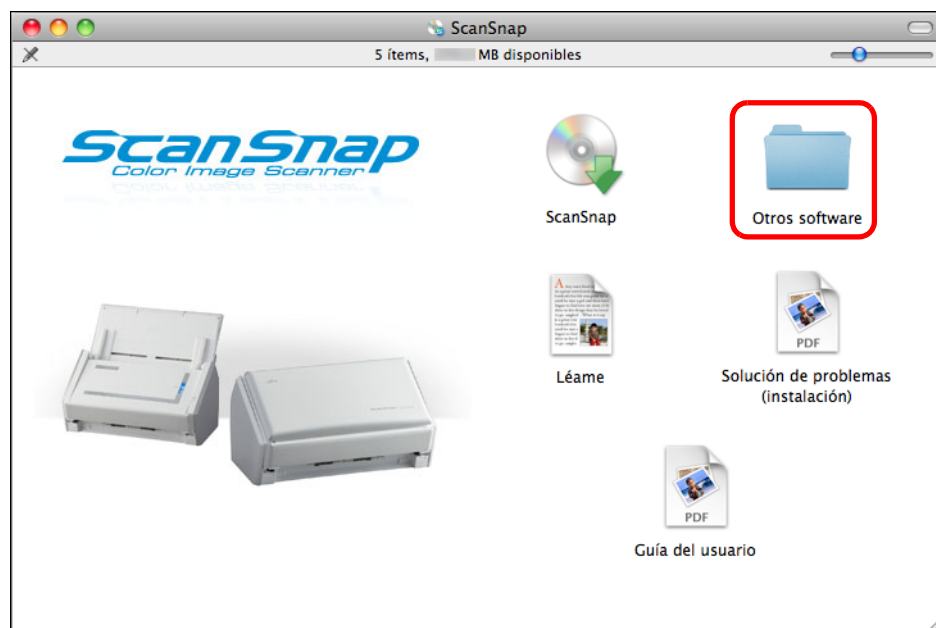 ScanSnap
5 ítems, MB disponibles
ScanSnap
Color Image Scanner
ScanSnap
Otros software
Léame
PDF
Solución de problemas
(instalación)
PDF
Guía del usuario